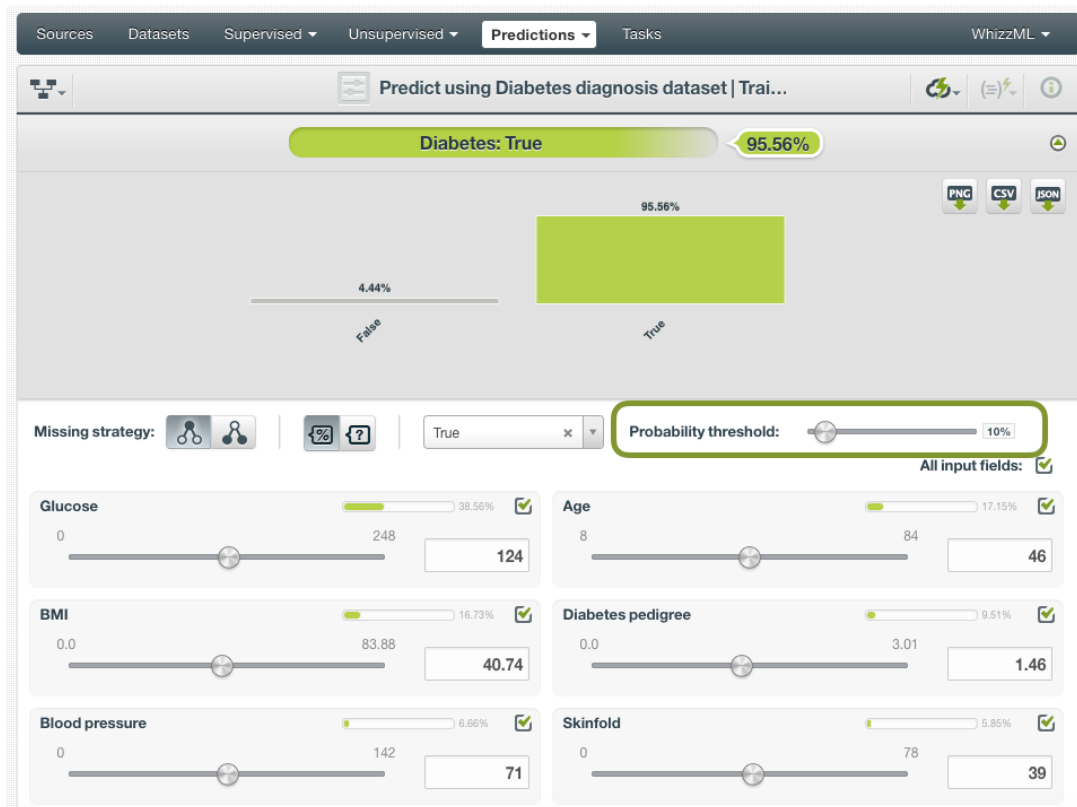 Sources Datasets Supervised Unsupervised Predictions Tasks WhizzML
Predict using Diabetes diagnosis dataset | Trai...
Diabetes: True 95.56%
PNG CSV JSON
95.56%
4.44%
False True
Missing strategy: % ? True × Probability threshold: 10%
All input fields:
Glucose 38.56% Age 17.15%
0 248 8 84
124 46
BMI 16.73% Diabetes pedigree 9.51%
0.0 83.88 0.0 3.01
40.74 1.46
Blood pressure 6.66% Skinfold 5.85%
0 142 0 78
71 39